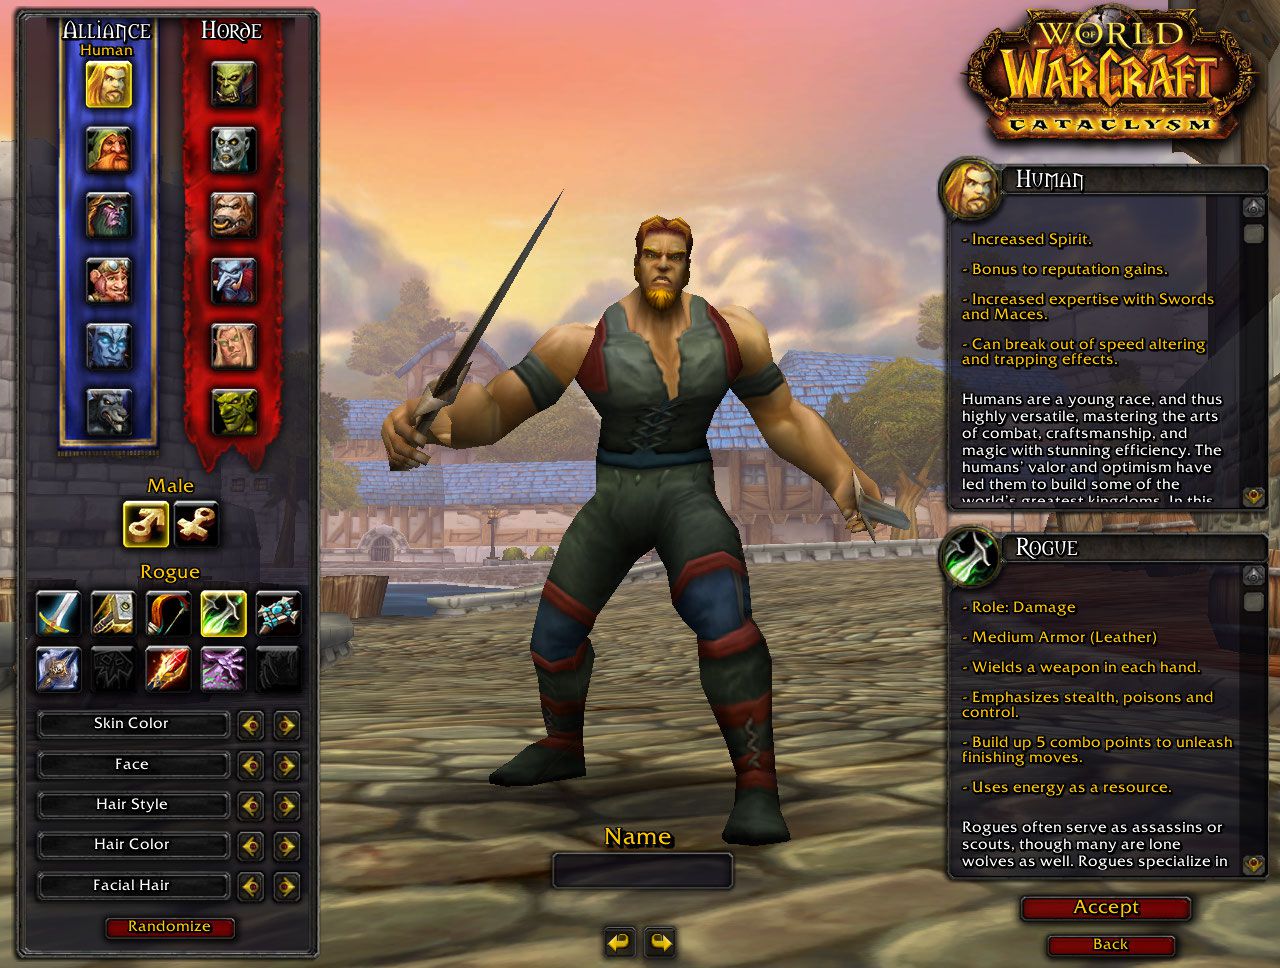 Alliance
Horde
Human
Male
Rogue
Skin Color
Face
Hair Style
Hair Color
Facial Hair
Randomize
Name
World of
Warcraft
Cataclysm
Human
- Increased Spirit.
- Bonus to reputation gains.
- Increased expertise with Swords
and Maces.
- Can break out of speed altering
and trapping effects.
Humans are a young race, and thus
highly versatile, mastering the arts
of combat, craftsmanship, and
magic with stunning efficiency. The
humans' valor and optimism have
led them to build some of the
world's greatest kingdoms. In this
Rogue
- Role: Damage
- Medium Armor (Leather)
- Wields a weapon in each hand.
- Emphasizes stealth, poisons and
control.
- Build up 5 combo points to unleash
finishing moves.
- Uses energy as a resource.
Rogues often serve as assassins or
scouts, though many are lone
wolves as well. Rogues specialize in
Accept
Back